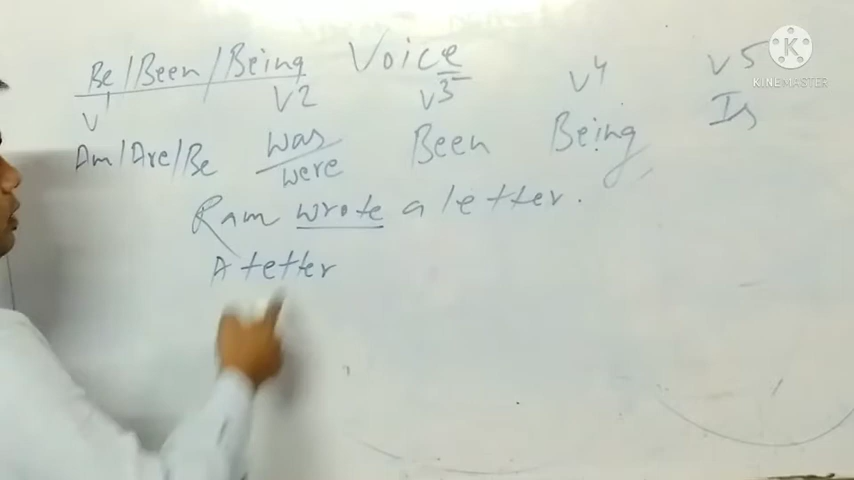 Be/Been/Being Voice
V1 V2 V3 V4 V5
Am/Are/Be was/were Been Being Is
Ram wrote a letter.
A tetter
KINEMASTER